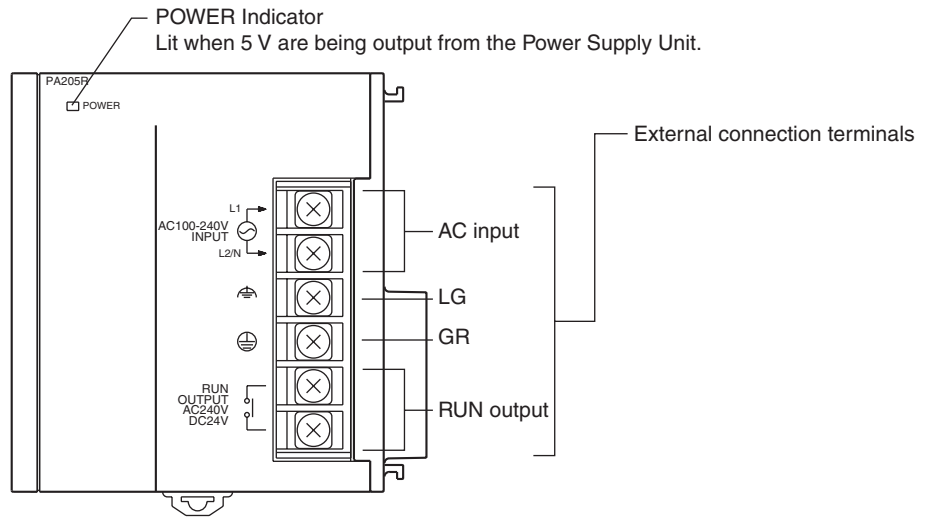 POWER Indicator
Lit when 5 V are being output from the Power Supply Unit.
PA205R
POWER
External connection terminals
L1
AC100-240V
INPUT
L2/N
AC input
LG
GR
RUN
OUTPUT
AC240V
DC24V
RUN output